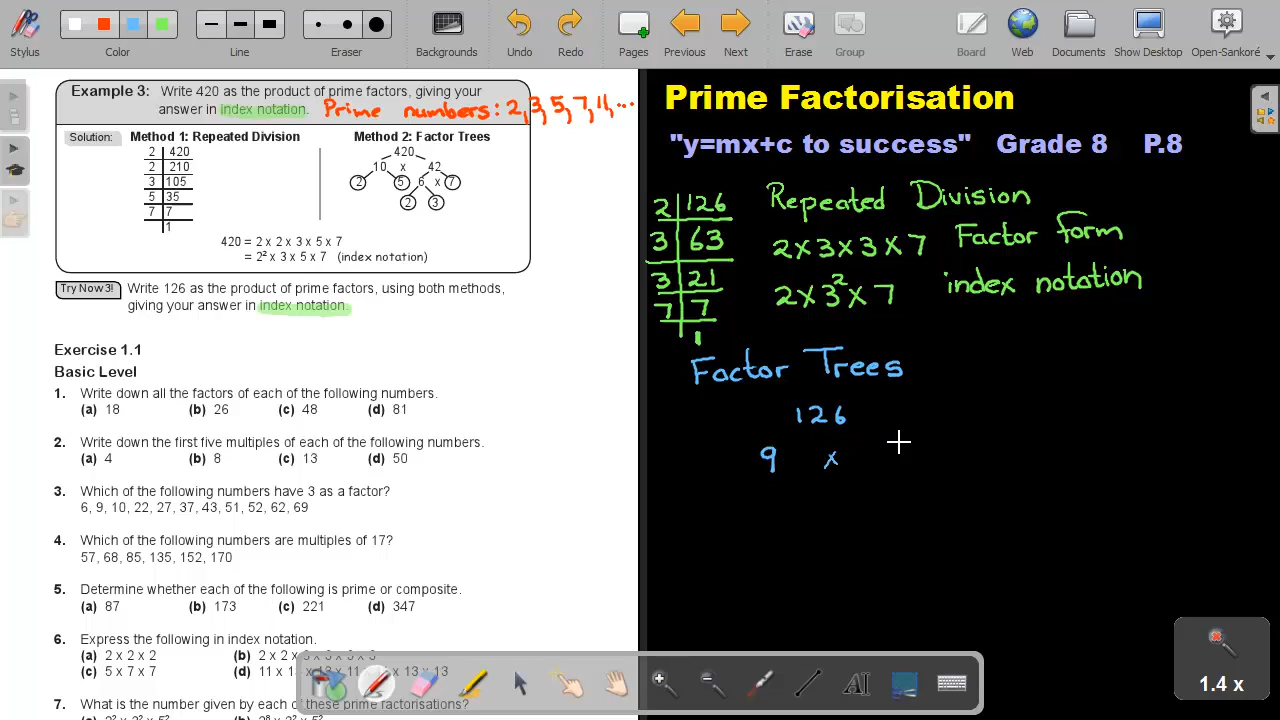 Stylus Color Line Eraser Backgrounds Undo Redo Pages Previous Next Erase Group Board Web Documents Show Desktop Open-Sankoré
Example 3: Write 420 as the product of prime factors, giving your
answer in index notation. Prime numbers: 2, 3, 5, 7, 11, ...
Solution: Method 1: Repeated Division Method 2: Factor Trees
2 420
2 210
3 105
5 35
7 7
1
420
10 x 42
2 5 6 x 7
2 3
420 = 2 x 2 x 3 x 5 x 7
= 2² x 3 x 5 x 7 (index notation)
Try Now 3! Write 126 as the product of prime factors, using both methods,
giving your answer in index notation.
Exercise 1.1
Basic Level
1. Write down all the factors of each of the following numbers.
(a) 18 (b) 26 (c) 48 (d) 81
2. Write down the first five multiples of each of the following numbers.
(a) 4 (b) 8 (c) 13 (d) 50
3. Which of the following numbers have 3 as a factor?
6, 9, 10, 22, 27, 37, 43, 51, 52, 62, 69
4. Which of the following numbers are multiples of 17?
57, 68, 85, 135, 152, 170
5. Determine whether each of the following is prime or composite.
(a) 87 (b) 173 (c) 221 (d) 347
6. Express the following in index notation.
(a) 2 x 2 x 2 (b) 2 x 2 x 3 x 3 x 3 x 3
(c) 5 x 7 x 7 (d) 11 x 13 x 11 x 13 x 13
7. What is the number given by each of these prime factorisations?
Prime Factorisation
"y=mx+c to success" Grade 8 P.8
2 126 Repeated Division
3 63 2 x 3 x 3 x 7 Factor form
3 21 2 x 3² x 7 index notation
7 7
1
Factor Trees
126
9 x
1.4 x